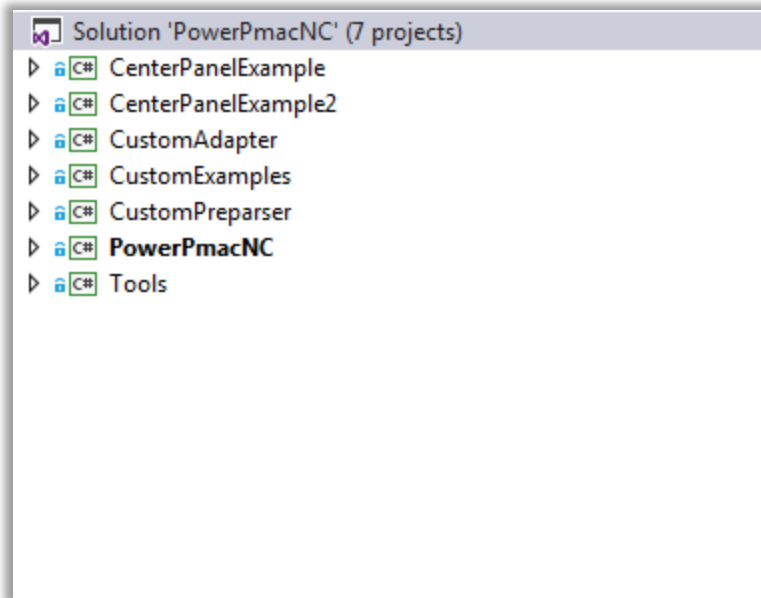 Solution 'PowerPmacNC' (7 projects)
C# CenterPanelExample
C# CenterPanelExample2
C# CustomAdapter
C# CustomExamples
C# CustomPreparser
C# PowerPmacNC
C# Tools